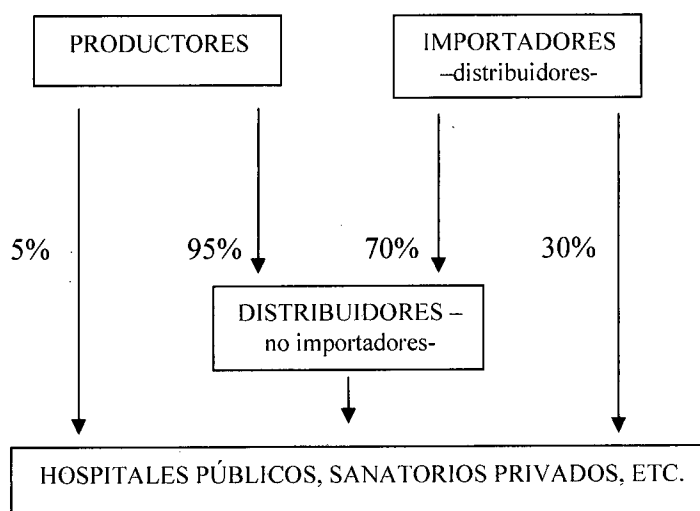 PRODUCTORES
IMPORTADORES
–distribuidores-
5%
95%
70%
30%
DISTRIBUIDORES –
no importadores-
HOSPITALES PÚBLICOS, SANATORIOS PRIVADOS, ETC.